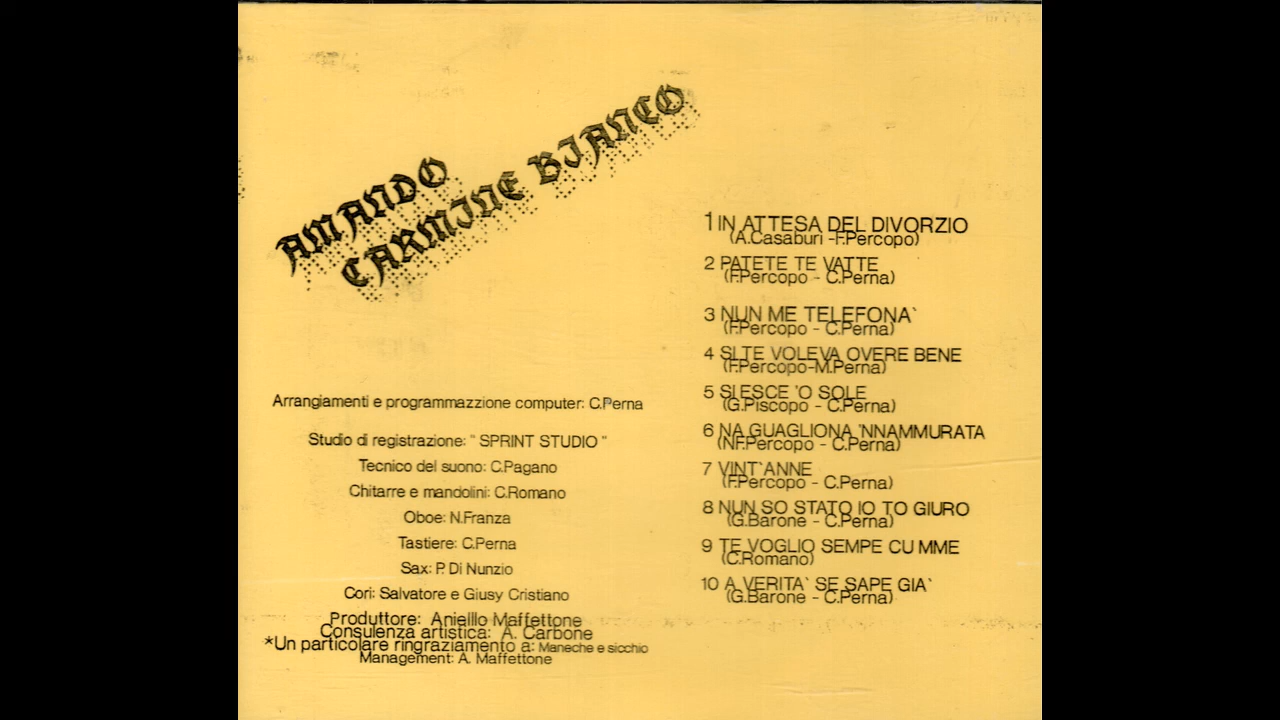 AMANDO
CARMINE BIANCO
Arrangiamenti e programmazzione computer: C.Perna
Studio di registrazione: " SPRINT STUDIO "
Tecnico del suono: C.Pagano
Chitarre e mandolini: C.Romano
Oboe: N.Franza
Tastiere: C.Perna
Sax: P. Di Nunzio
Cori: Salvatore e Giusy Cristiano
Produttore: Anielllo Maffettone
Consulenza artistica: A. Carbone
*Un particolare ringraziamento a: Maneche e sicchio
Management: A. Maffettone
1 IN ATTESA DEL DIVORZIO
(A.Casaburi -F.Percopo)
2 PATETE TE VATTE
(F.Percopo - C.Perna)
3 NUN ME TELEFONA`
(F.Percopo - C.Perna)
4 SI TE VOLEVA OVERE BENE
(F.Percopo-M.Perna)
5 SI ESCE 'O SOLE
(G.Piscopo - C.Perna)
6 NA GUAGLIONA 'NNAMMURATA
(NF.Percopo - C.Perna)
7 VINT`ANNE
(F.Percopo - C.Perna)
8 NUN SO STATO IO TO GIURO
(G.Barone - C.Perna)
9 TE VOGLIO SEMPE CU MME
(C.Romano)
10 A VERITA` SE SAPE GIA`
(G.Barone - C.Perna)